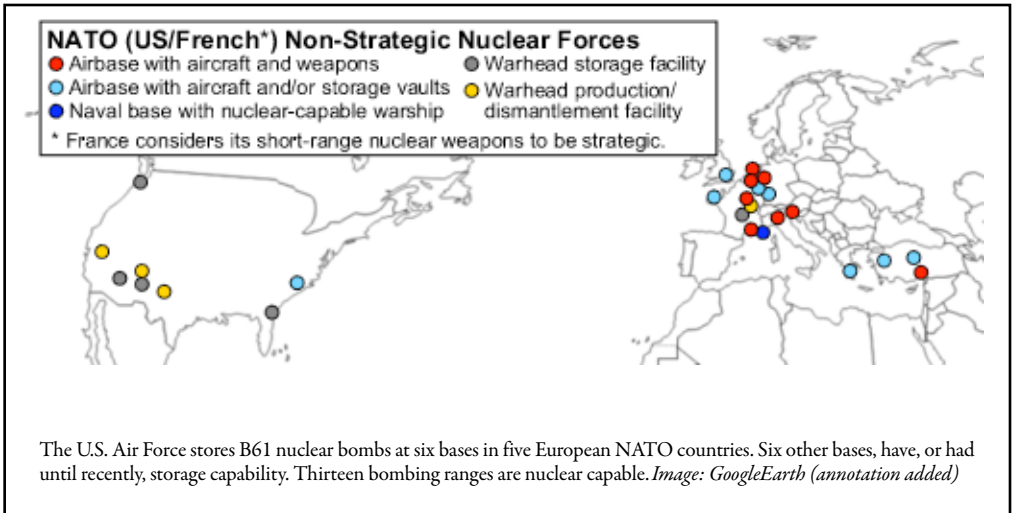 NATO (US/French*) Non-Strategic Nuclear Forces
Airbase with aircraft and weapons
Airbase with aircraft and/or storage vaults
Naval base with nuclear-capable warship
Warhead storage facility
Warhead production/
dismantlement facility
* France considers its short-range nuclear weapons to be strategic.
The U.S. Air Force stores B61 nuclear bombs at six bases in five European NATO countries. Six other bases, have, or had
until recently, storage capability. Thirteen bombing ranges are nuclear capable. Image: GoogleEarth (annotation added)